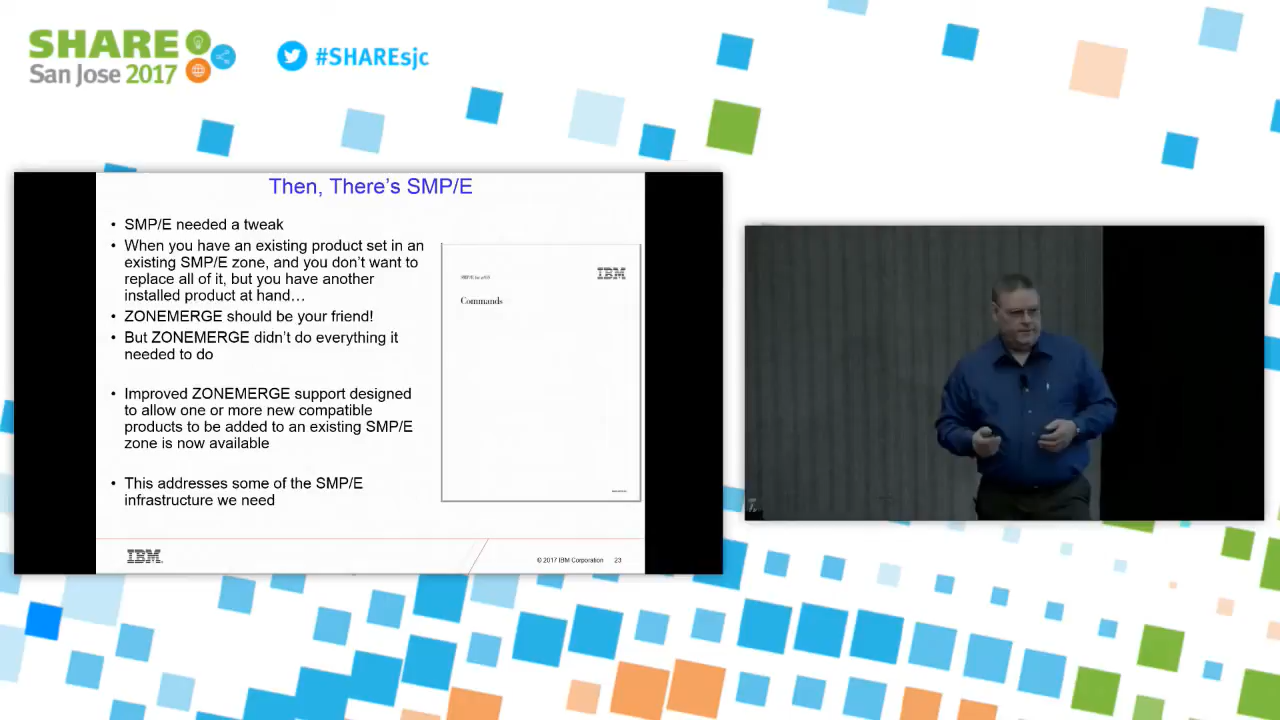 SHARE
San Jose 2017
#SHAREsjc
Then, There's SMP/E
• SMP/E needed a tweak
• When you have an existing product set in an
existing SMP/E zone, and you don't want to
replace all of it, but you have another
installed product at hand…
• ZONEMERGE should be your friend!
• But ZONEMERGE didn't do everything it
needed to do
• Improved ZONEMERGE support designed
to allow one or more new compatible
products to be added to an existing SMP/E
zone is now available
• This addresses some of the SMP/E
infrastructure we need
IBM
Commands
IBM
© 2017 IBM Corporation 23